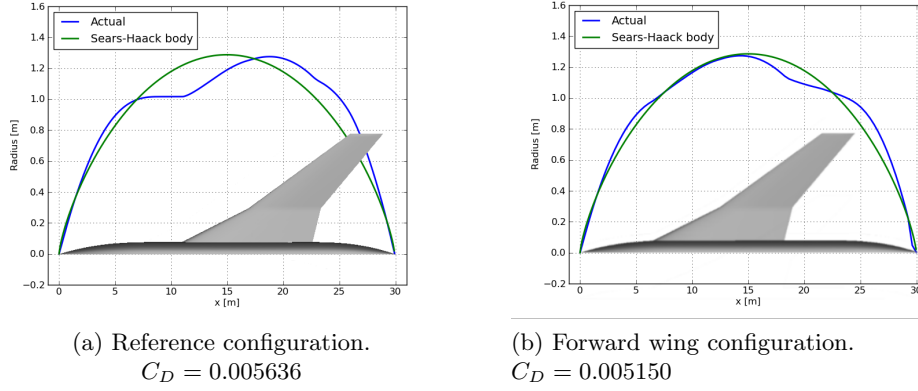 1.6
1.4
1.2
1.0
0.8
0.6
0.4
0.2
0.0
−0.2
Radius [m]
Actual
Sears-Haack body
0 5 10 15 20 25 30
x [m]
(a) Reference configuration.
C_D = 0.005636
1.6
1.4
1.2
1.0
0.8
0.6
0.4
0.2
0.0
−0.2
Radius [m]
Actual
Sears-Haack body
0 5 10 15 20 25 30
x [m]
(b) Forward wing configuration.
C_D = 0.005150